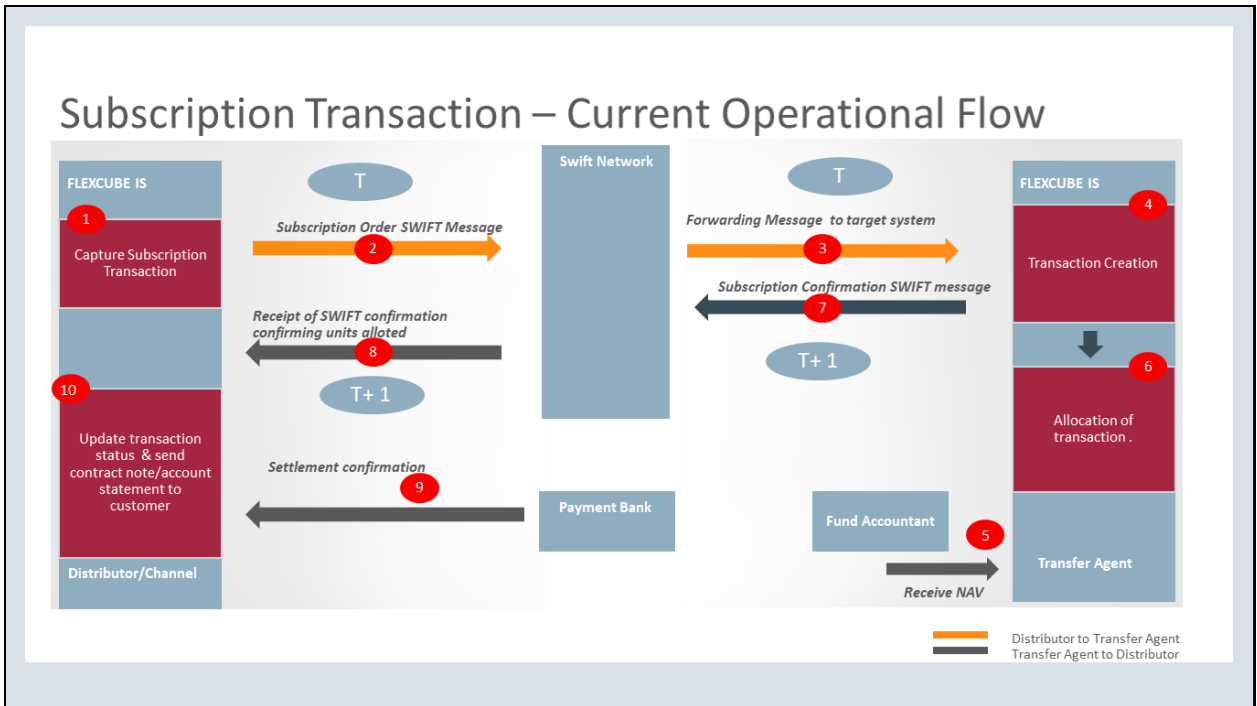 Subscription Transaction – Current Operational Flow
FLEXCUBE IS
1
Capture Subscription
Transaction
T
Subscription Order SWIFT Message
2
Swift Network
T
Forwarding Message to target system
3
FLEXCUBE IS
4
Transaction Creation
Subscription Confirmation SWIFT message
7
Receipt of SWIFT confirmation
confirming units alloted
8
T+ 1
T+ 1
6
Allocation of
transaction .
10
Update transaction
status & send
contract note/account
statement to
customer
Settlement confirmation
9
Payment Bank
Fund Accountant
5
Receive NAV
Transfer Agent
Distributor/Channel
Distributor to Transfer Agent
Transfer Agent to Distributor